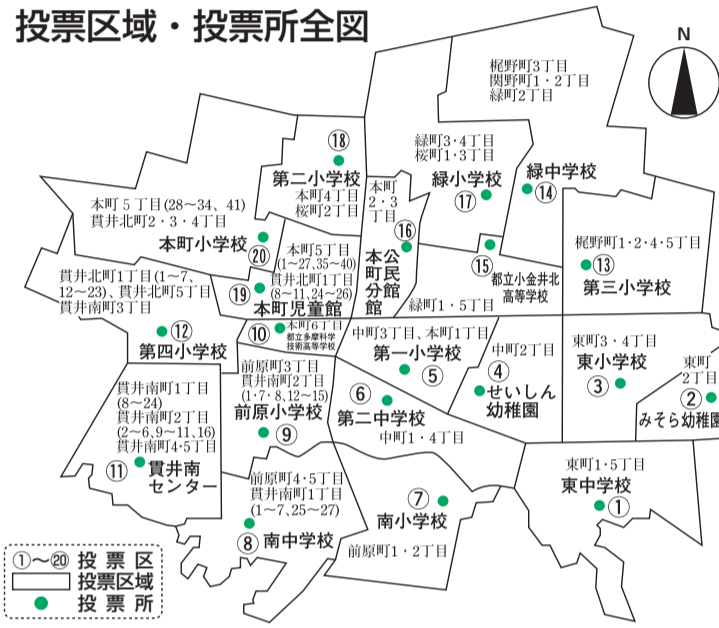 投票区域・投票所全図
N
梶野町3丁目
関野町1・2丁目
緑町2丁目
⑱
第二小学校
本町4丁目
桜町2丁目
緑町3・4丁目
桜町1・3丁目
緑小学校
⑰
緑中学校
⑭
本町
2・3
丁目
⑯
本町分館
公民館
本町5丁目(28〜34、41)
貫井北町2・3・4丁目
本町小学校
⑳
本町5丁目
(1〜27、35〜40)
貫井北町1丁目
(8〜11、24〜26)
⑲
本町児童館
⑮
都立小金井北
高等学校
緑町1・5丁目
梶野町1・2・4・5丁目
⑬
第三小学校
貫井北町1丁目(1〜7、
12〜23)、貫井北町5丁目
貫井南町3丁目
⑫
第四小学校
⑩
本町6丁目
都立多摩科学
技術高等学校
中町3丁目、本町1丁目
第一小学校
⑤
中町2丁目
④
せいしん
幼稚園
東町3・4丁目
東小学校
③
東町
2丁目
②
みそら幼稚園
前原町3丁目
貫井南町2丁目
(1・7・8、12〜15)
前原小学校
⑨
⑥
第二中学校
中町1・4丁目
貫井南町1丁目
(8〜24)
貫井南町2丁目
(2〜6、9〜11、16)
貫井南町4・5丁目
⑪
貫井南
センター
前原町4・5丁目
貫井南町1丁目
(1〜7、25〜27)
⑧
南中学校
⑦
南小学校
前原町1・2丁目
東町1・5丁目
東中学校
①
①〜⑳ 投票区
投票区域
投票所